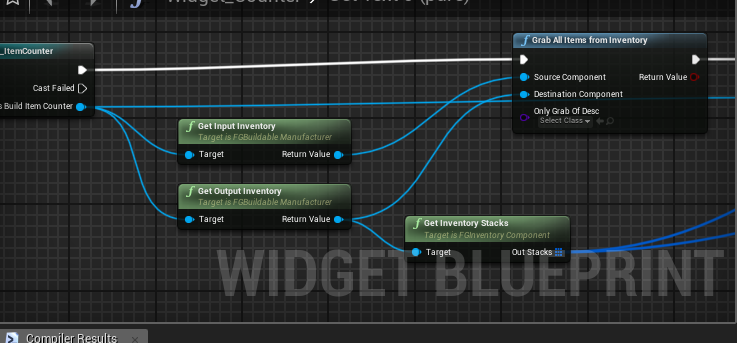 _ItemCounter
Cast Failed
s Build Item Counter
Get Input Inventory
Target is FGBuildable Manufacturer
Target
Return Value
Get Output Inventory
Target is FGBuildable Manufacturer
Target
Return Value
Get Inventory Stacks
Target is FGInventory Component
Target
Out Stacks
Grab All Items from Inventory
Source Component
Return Value
Destination Component
Only Grab Of Desc
Select Class
WIDGET BLUEPRINT
Compiler Results